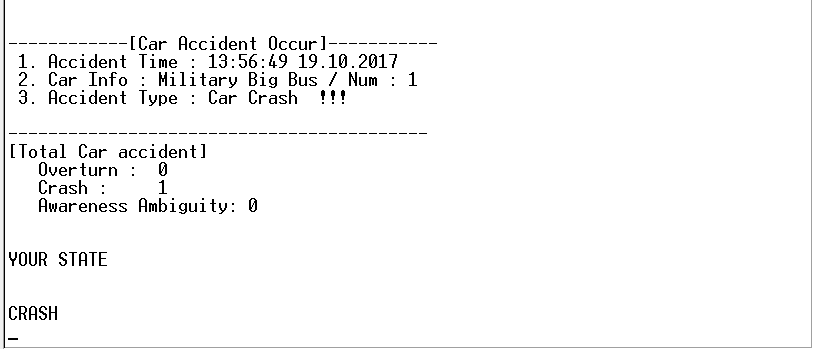 ------------[Car Accident Occur]-----------
1. Accident Time : 13:56:49 19.10.2017
2. Car Info : Military Big Bus / Num : 1
3. Accident Type : Car Crash  !!!
------------------------------------------
[Total Car accident]
Overturn :  0
Crash :     1
Awareness Ambiguity: 0
YOUR STATE
CRASH
_